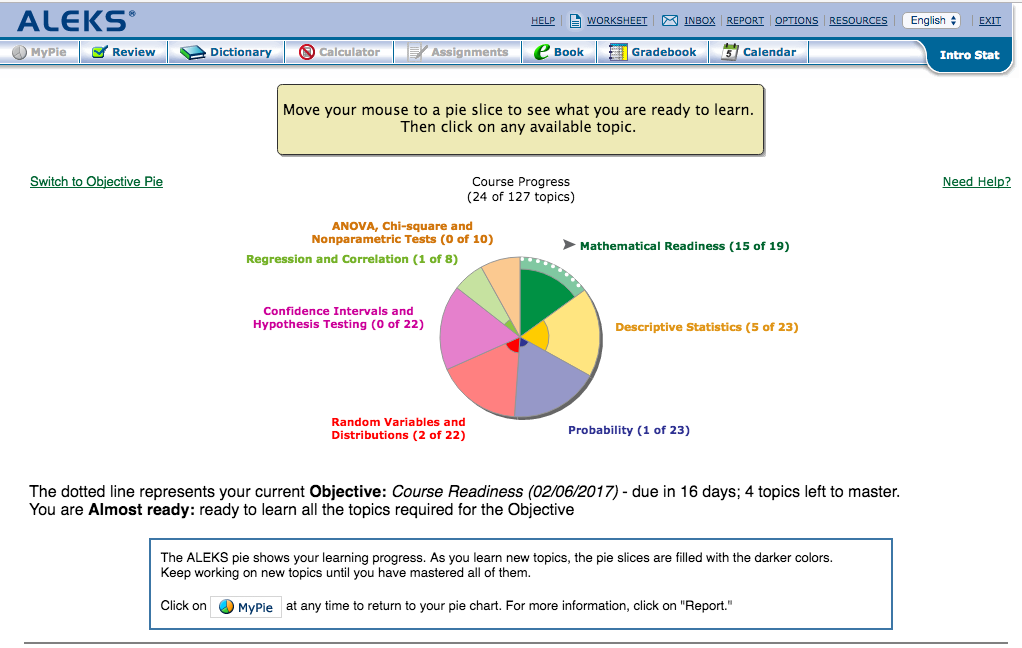 ALEKS®
HELP WORKSHEET INBOX REPORT OPTIONS RESOURCES English EXIT
MyPie Review Dictionary Calculator Assignments e Book Gradebook 5 Calendar Intro Stat
Move your mouse to a pie slice to see what you are ready to learn.
Then click on any available topic.
Switch to Objective Pie
Course Progress
(24 of 127 topics)
Need Help?
ANOVA, Chi-square and
Nonparametric Tests (0 of 10)
Mathematical Readiness (15 of 19)
Regression and Correlation (1 of 8)
Confidence Intervals and
Hypothesis Testing (0 of 22)
Descriptive Statistics (5 of 23)
Random Variables and
Distributions (2 of 22)
Probability (1 of 23)
The dotted line represents your current Objective: Course Readiness (02/06/2017) - due in 16 days; 4 topics left to master.
You are Almost ready: ready to learn all the topics required for the Objective
The ALEKS pie shows your learning progress. As you learn new topics, the pie slices are filled with the darker colors.
Keep working on new topics until you have mastered all of them.
Click on MyPie at any time to return to your pie chart. For more information, click on "Report."